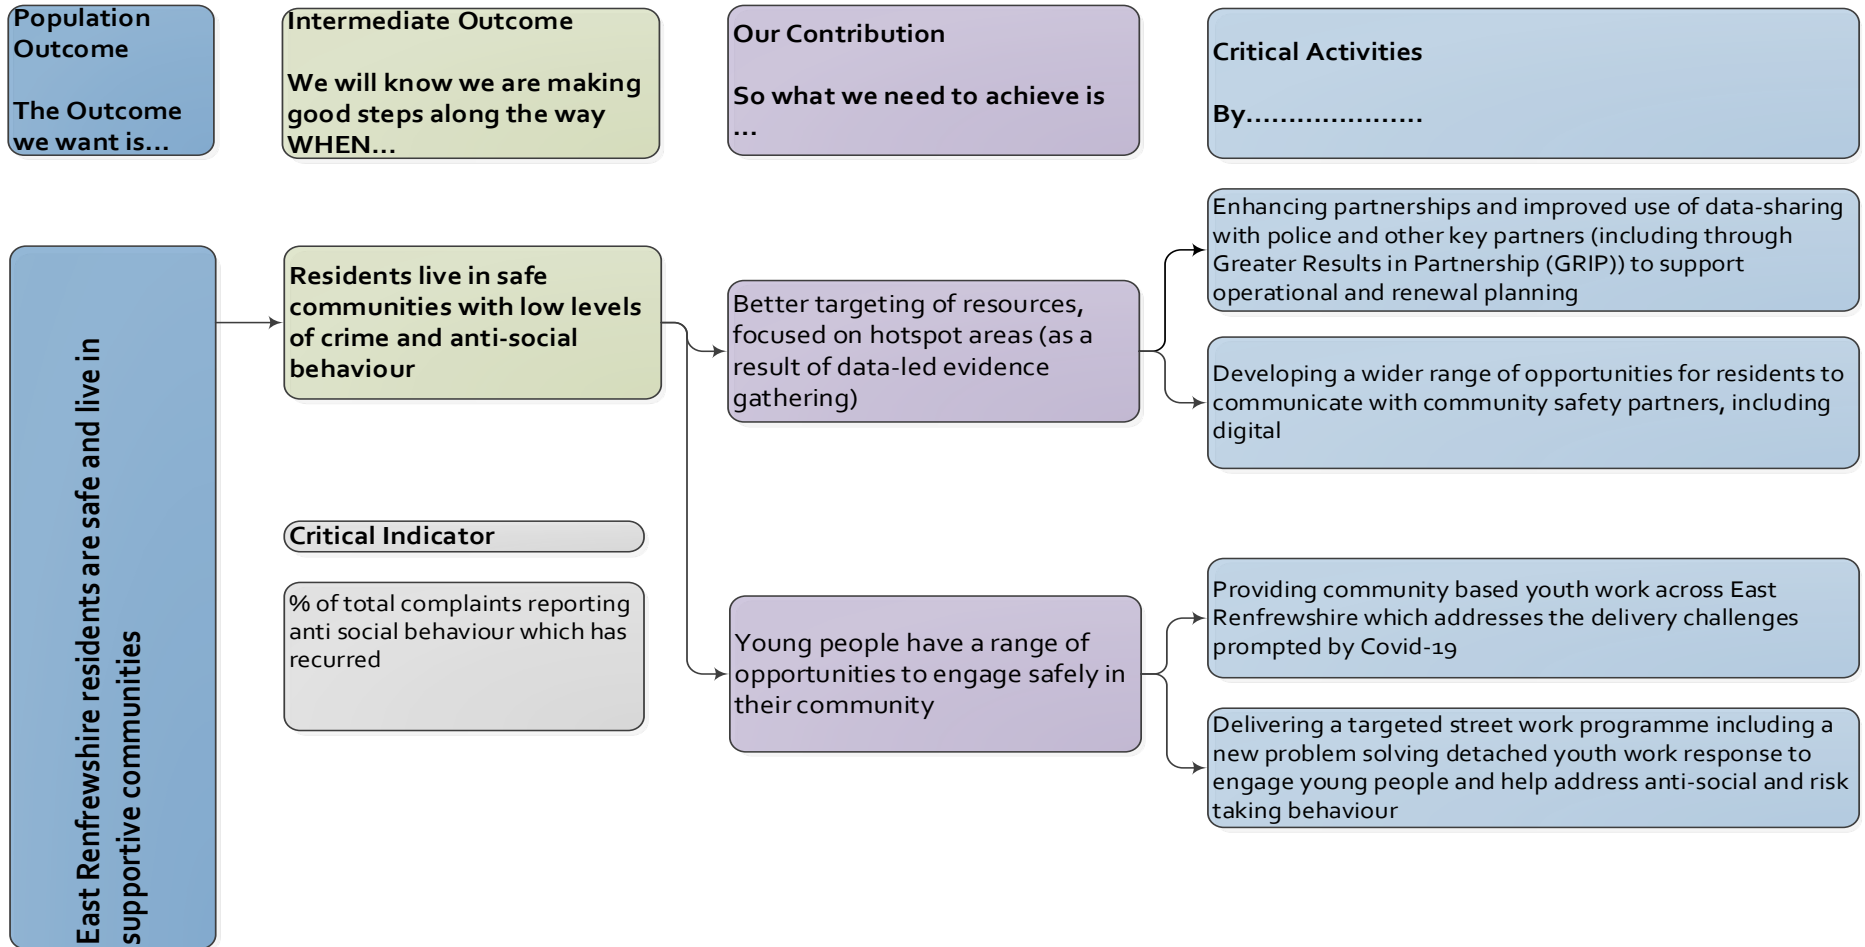 Population
Outcome
The Outcome
we want is...
Intermediate Outcome
We will know we are making
good steps along the way
WHEN...
Our Contribution
So what we need to achieve is
...
Critical Activities
By.....................
East Renfrewshire residents are safe and live in
supportive communities
Residents live in safe
communities with low levels
of crime and anti-social
behaviour
Critical Indicator
% of total complaints reporting
anti social behaviour which has
recurred
Better targeting of resources,
focused on hotspot areas (as a
result of data-led evidence
gathering)
Young people have a range of
opportunities to engage safely in
their community
Enhancing partnerships and improved use of data-sharing
with police and other key partners (including through
Greater Results in Partnership (GRIP)) to support
operational and renewal planning
Developing a wider range of opportunities for residents to
communicate with community safety partners, including
digital
Providing community based youth work across East
Renfrewshire which addresses the delivery challenges
prompted by Covid-19
Delivering a targeted street work programme including a
new problem solving detached youth work response to
engage young people and help address anti-social and risk
taking behaviour